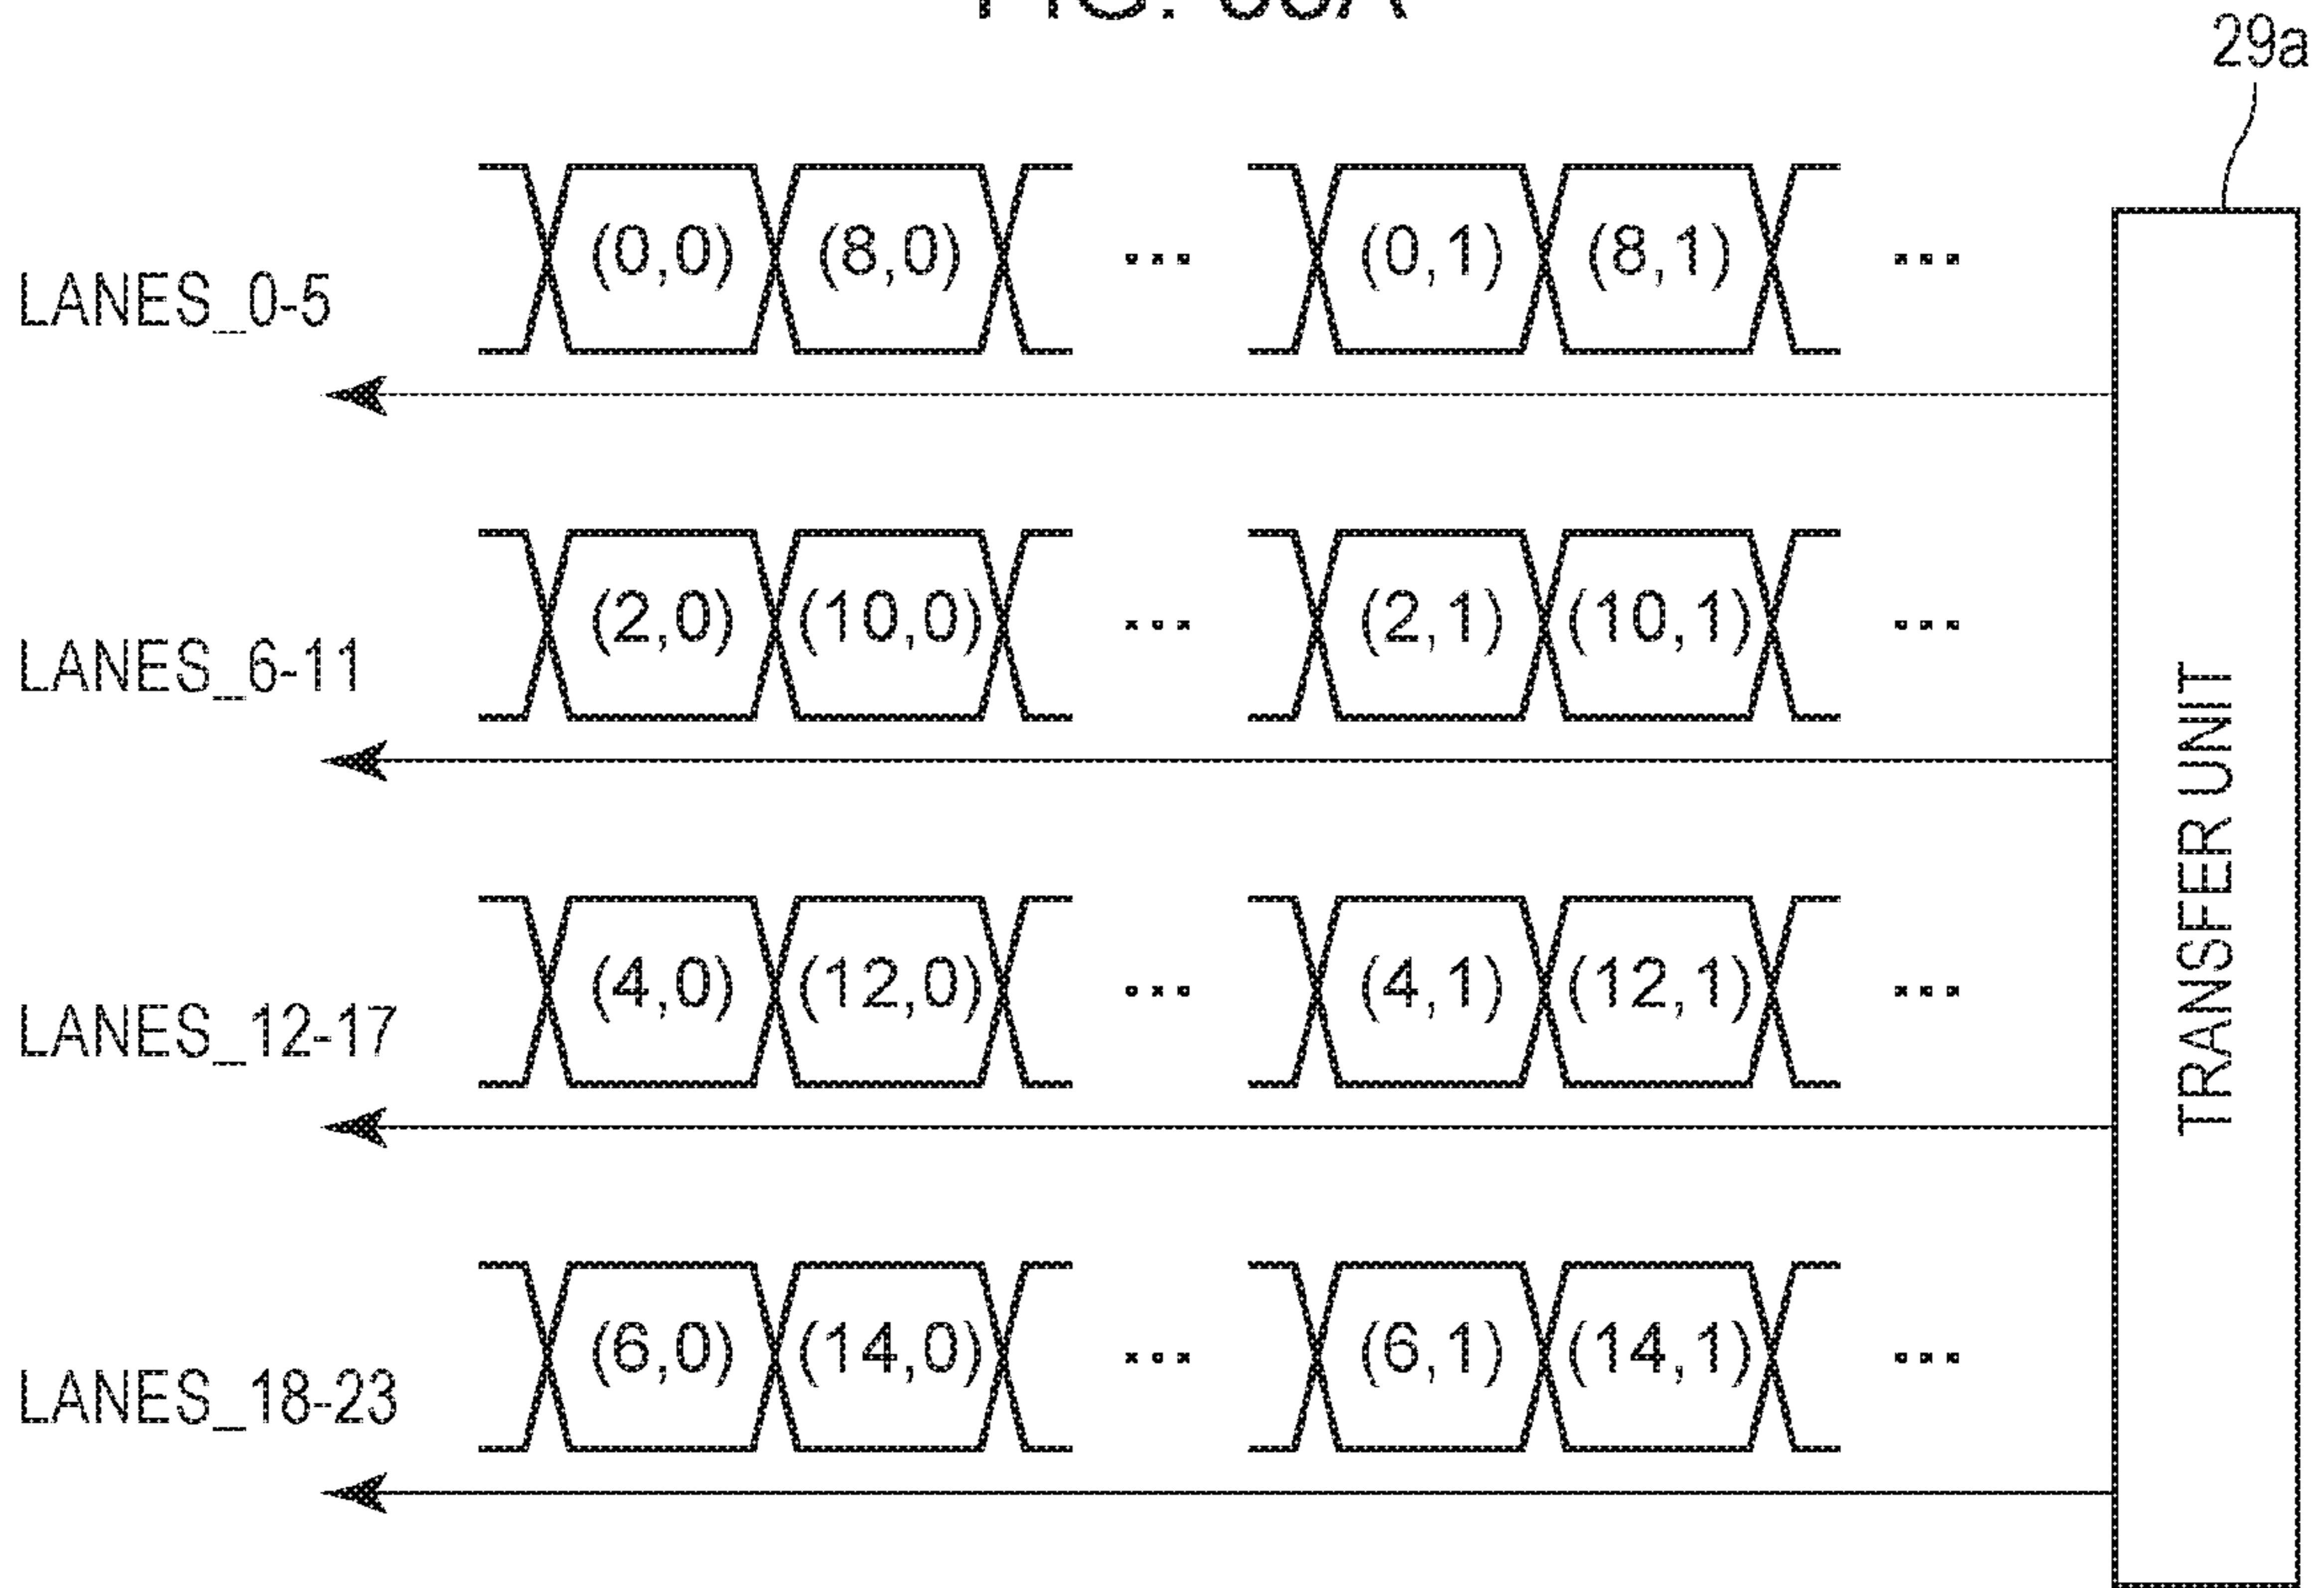 FIG.
29a
LANES_0-5 (0,0) (8,0) ... (0,1) (8,1) ...
LANES_6-11 (2,0) (10,0) ... (2,1) (10,1) ...
LANES_12-17 (4,0) (12,0) ... (4,1) (12,1) ...
LANES_18-23 (6,0) (14,0) ... (6,1) (14,1) ...
TRANSFER UNIT